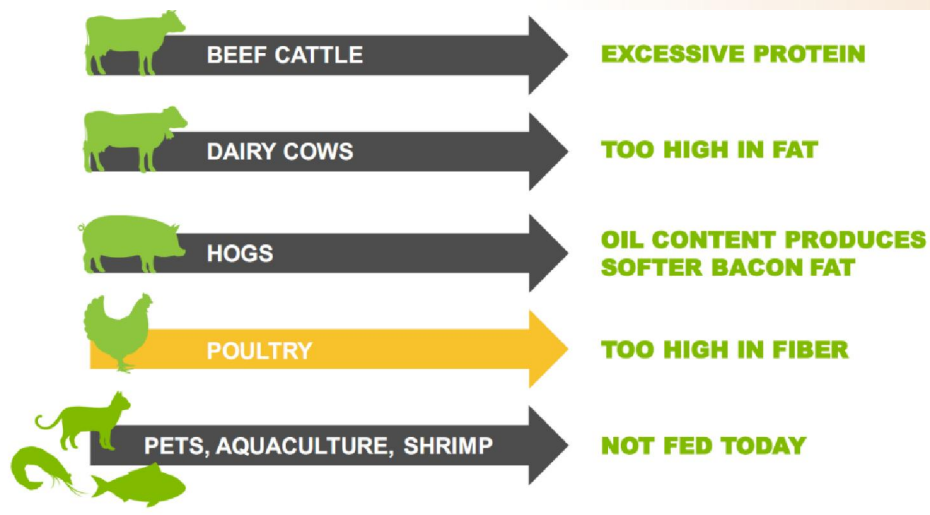 BEEF CATTLE
EXCESSIVE PROTEIN
DAIRY COWS
TOO HIGH IN FAT
HOGS
OIL CONTENT PRODUCES
SOFTER BACON FAT
POULTRY
TOO HIGH IN FIBER
PETS, AQUACULTURE, SHRIMP
NOT FED TODAY